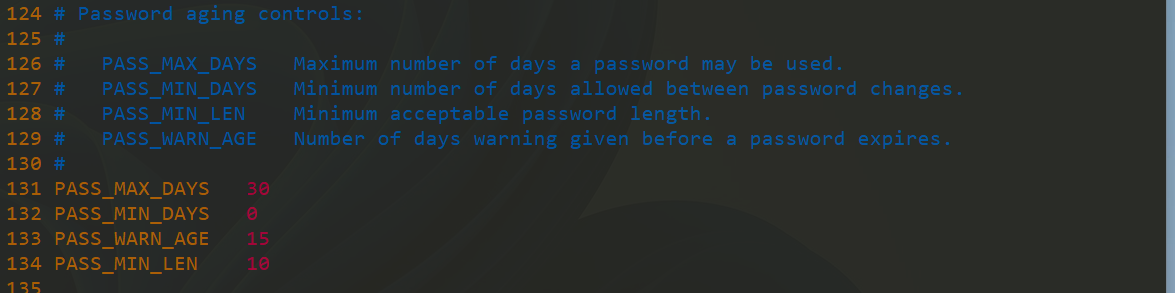 124 # Password aging controls:
125 #
126 #   PASS_MAX_DAYS   Maximum number of days a password may be used.
127 #   PASS_MIN_DAYS   Minimum number of days allowed between password changes.
128 #   PASS_MIN_LEN    Minimum acceptable password length.
129 #   PASS_WARN_AGE   Number of days warning given before a password expires.
130 #
131 PASS_MAX_DAYS   30
132 PASS_MIN_DAYS   0
133 PASS_WARN_AGE   15
134 PASS_MIN_LEN    10
135